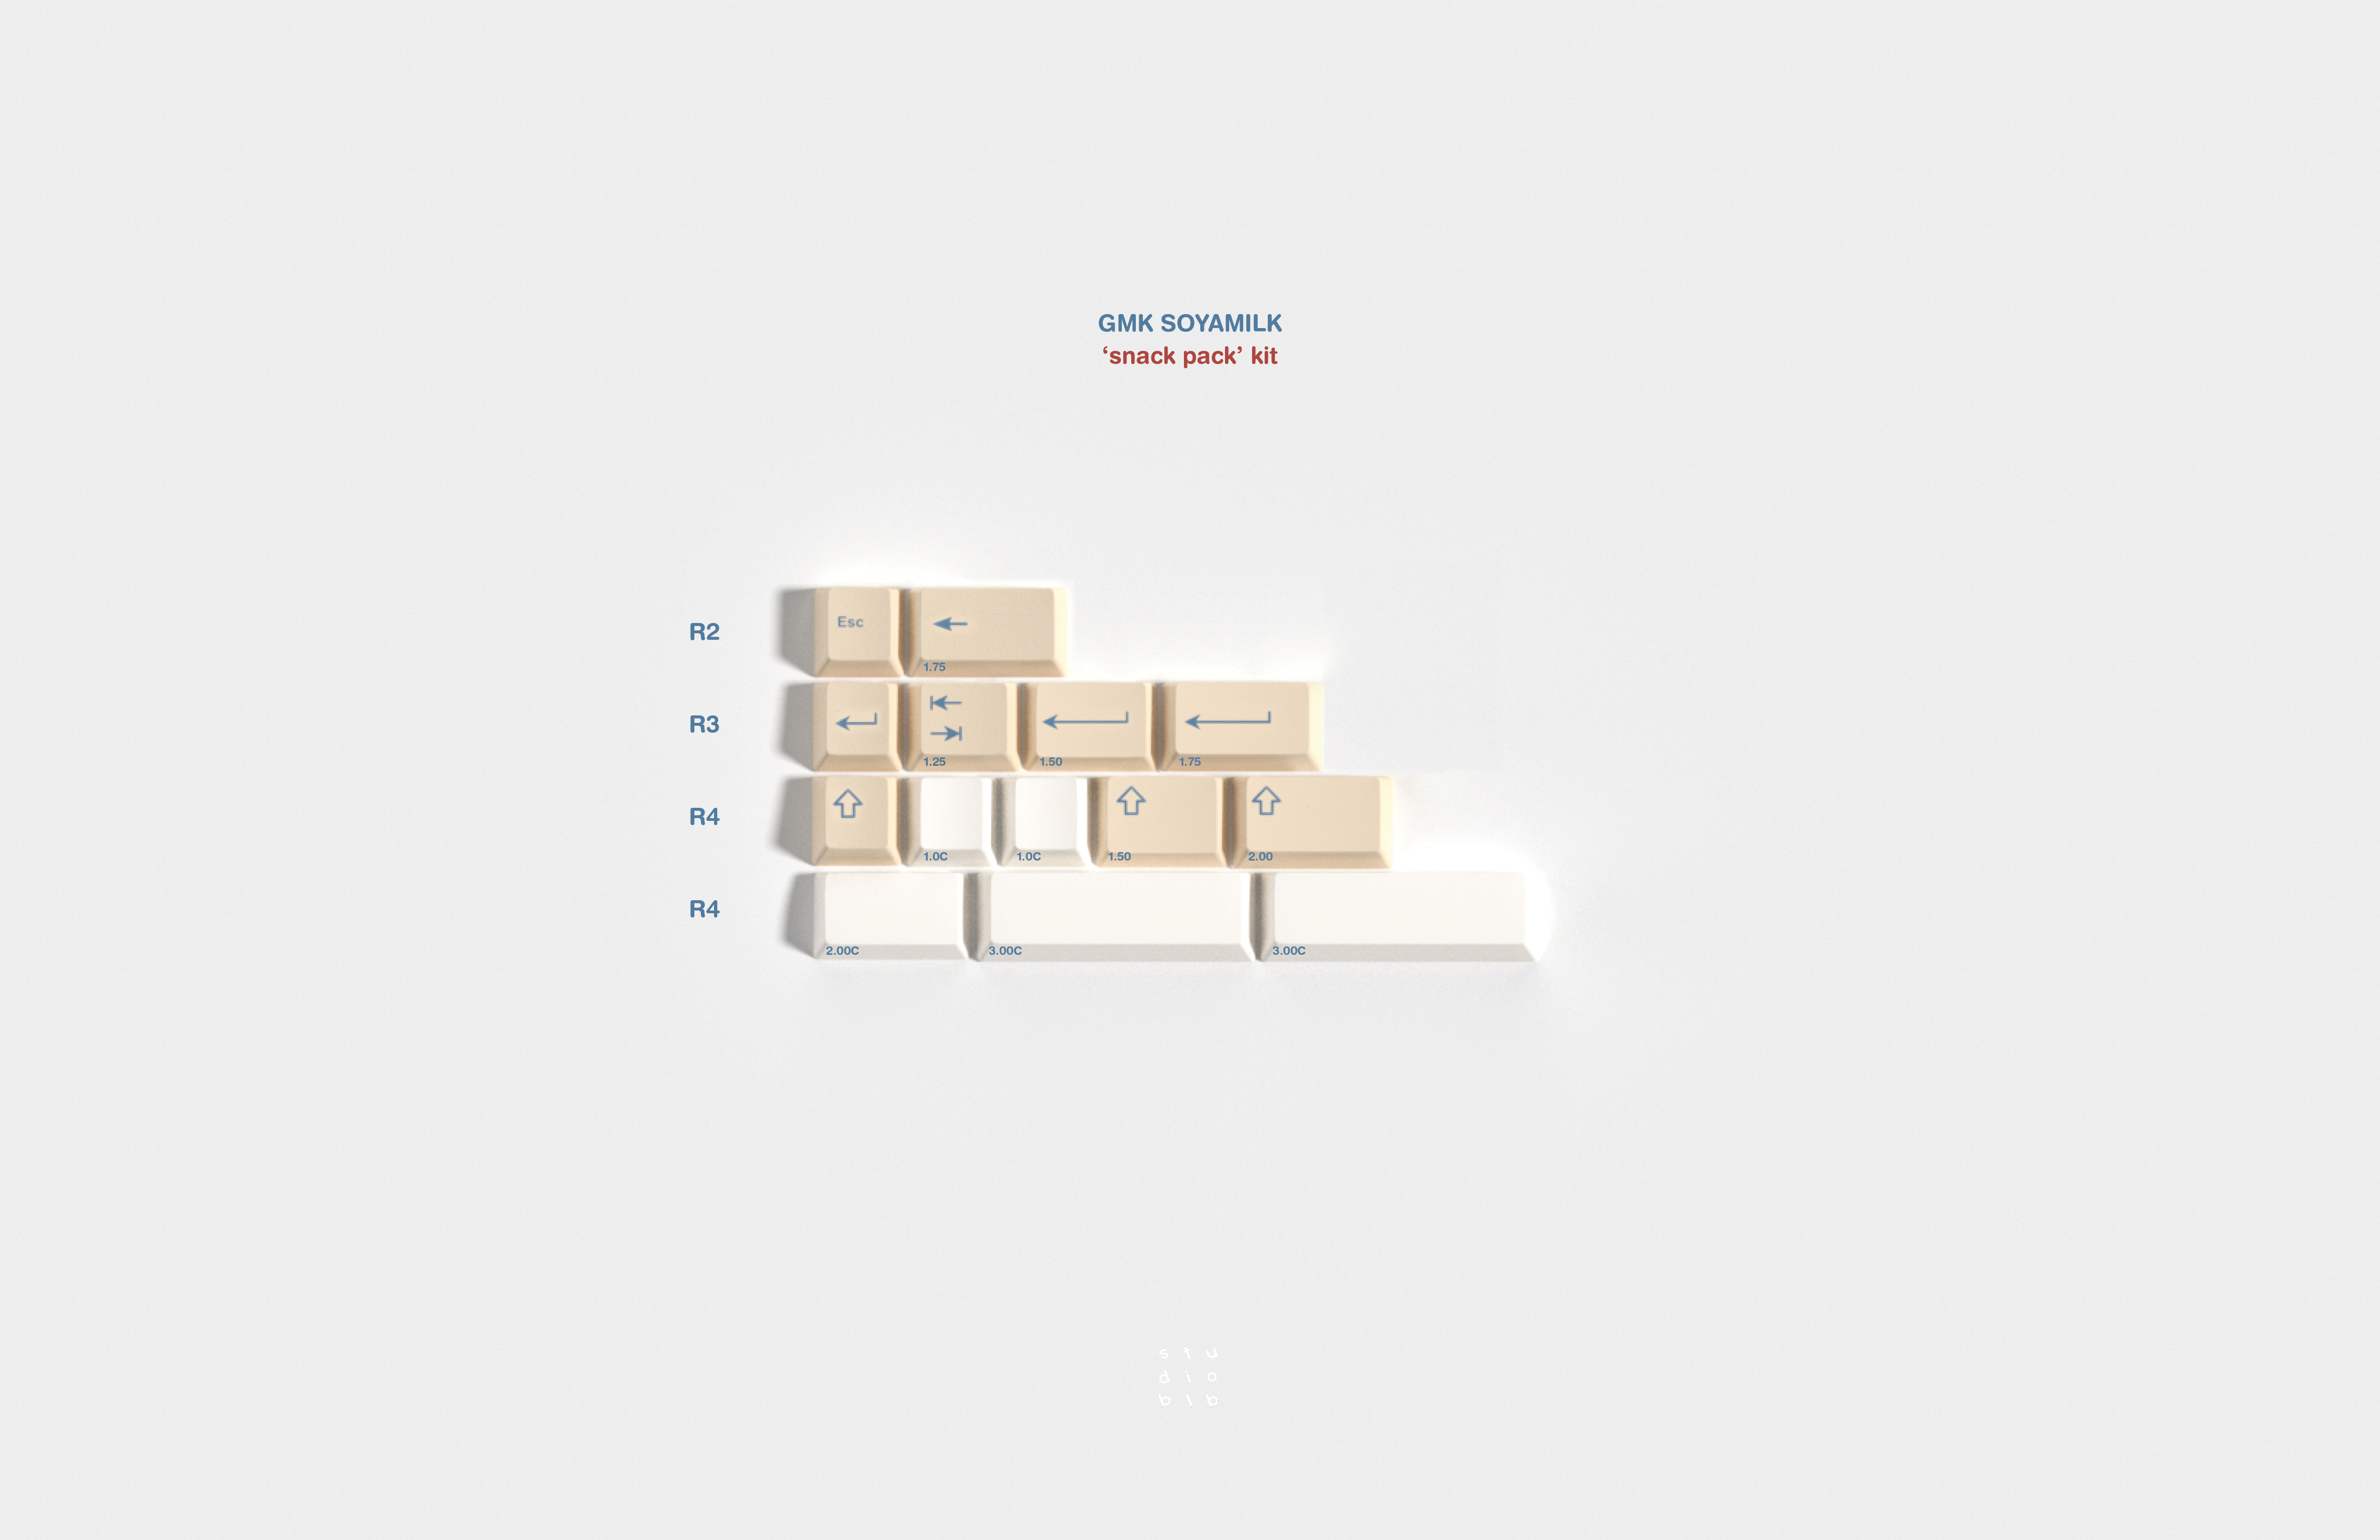 GMK SOYAMILK
‘snack pack’ kit
R2
Esc
1.75
R3
1.25
1.50
1.75
R4
1.0C
1.0C
1.50
2.00
R4
2.00C
3.00C
3.00C
s t u
d i o
b l b